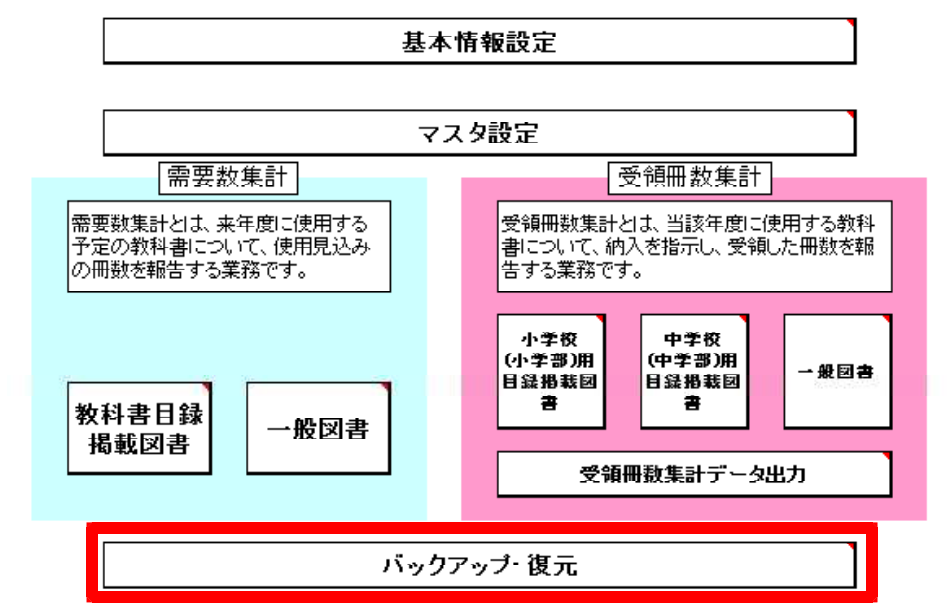 基本情報設定
マスタ設定
需要数集計
需要数集計とは、来年度に使用する
予定の教科書について、使用見込み
の冊数を報告する業務です。
教科書目録
掲載図書
一般図書
受領冊数集計
受領冊数集計とは、当該年度に使用する教科
書について、納入を指示し、受領した冊数を報
告する業務です。
小学校
(小学部)用
目録掲載図
書
中学校
(中学部)用
目録掲載図
書
一般図書
受領冊数集計データ出力
バックアップ・復元